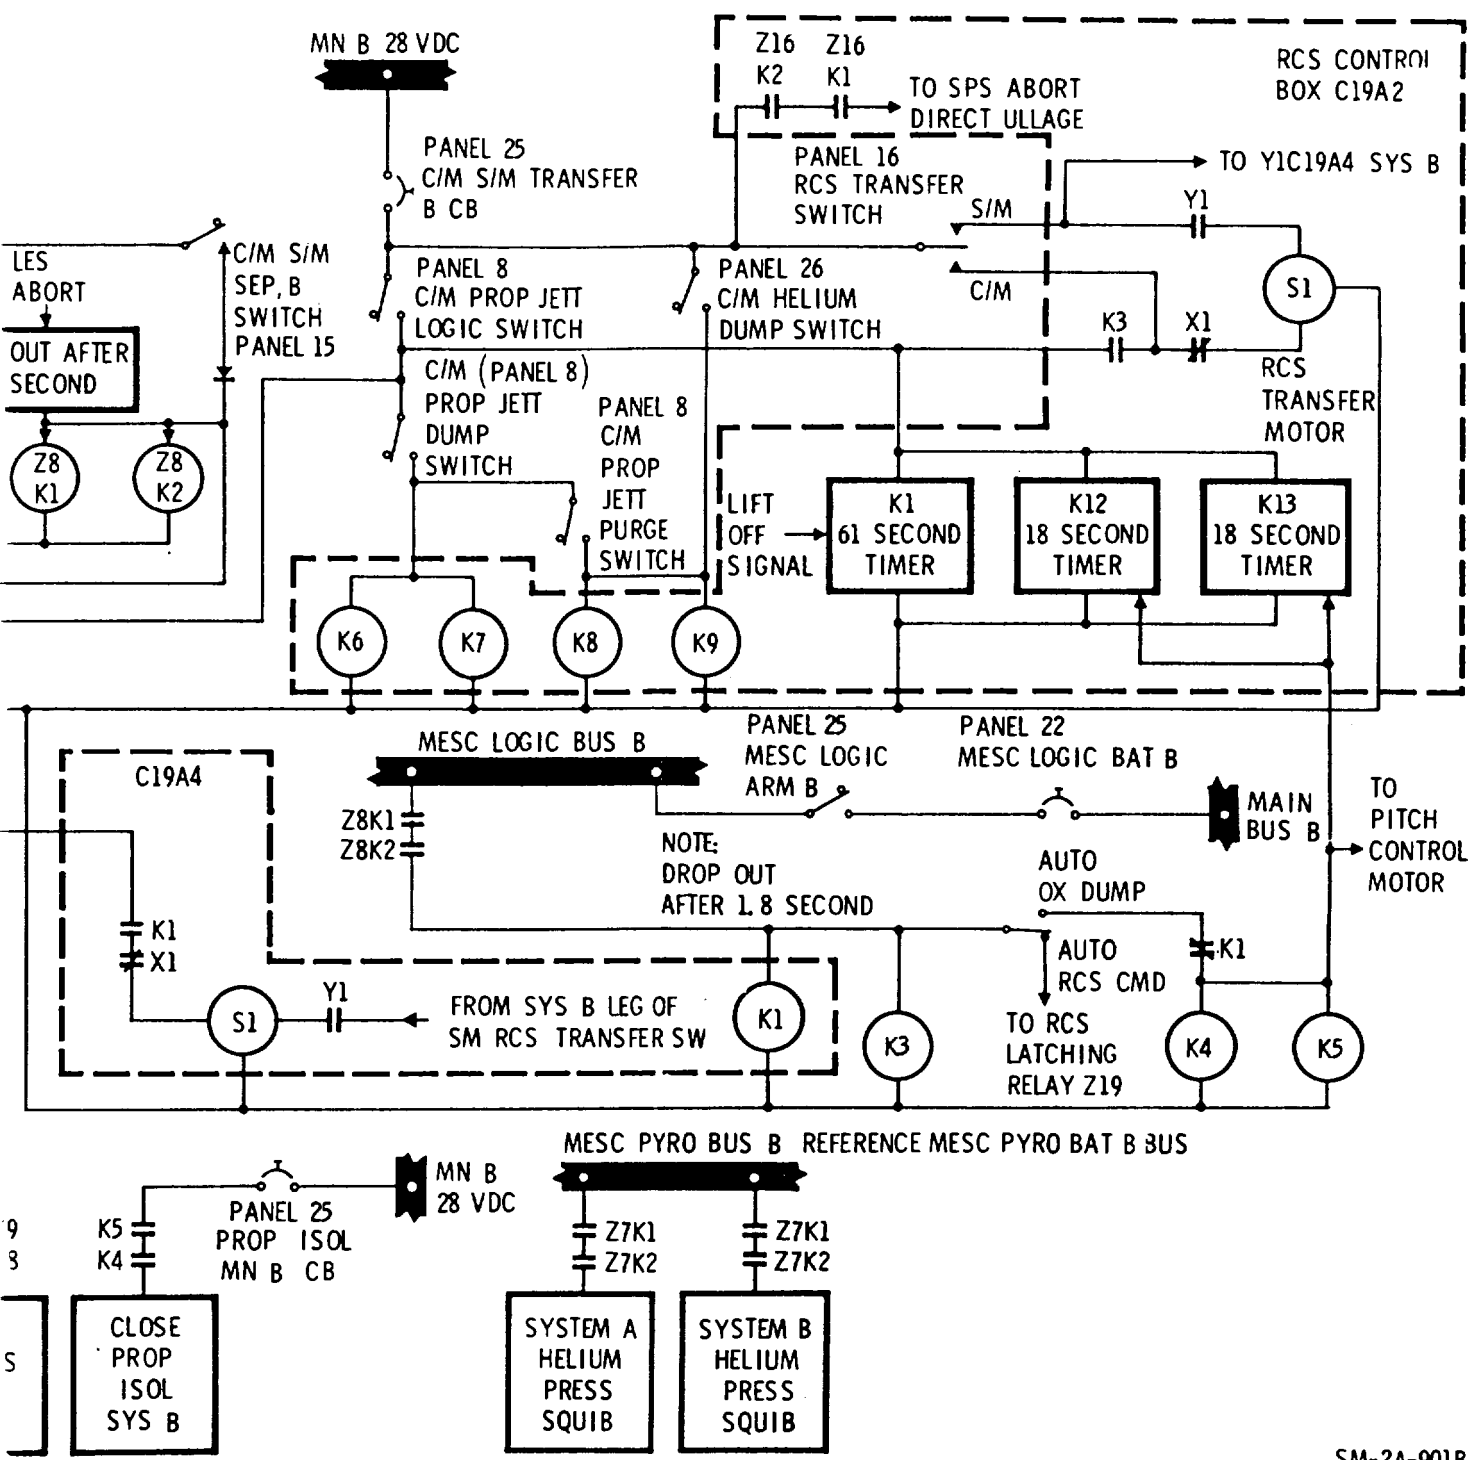 MN B 28 VDC
Z16 Z16
K2 K1
TO SPS ABORT
DIRECT ULLAGE
RCS CONTROL
BOX C19A2
PANEL 25
C/M S/M TRANSFER
B CB
PANEL 16
RCS TRANSFER
SWITCH
S/M
C/M
TO Y1C19A4 SYS B
Y1
S1
K3
X1
RCS
TRANSFER
MOTOR
LES
ABORT
C/M S/M
SEP, B
SWITCH
PANEL 15
OUT AFTER
SECOND
Z8
K1
Z8
K2
PANEL 8
C/M PROP JETT
LOGIC SWITCH
PANEL 26
C/M HELIUM
DUMP SWITCH
C/M (PANEL 8)
PROP JETT
DUMP
SWITCH
PANEL 8
C/M
PROP
JETT
PURGE
SWITCH
LIFT
OFF
SIGNAL
K1
61 SECOND
TIMER
K12
18 SECOND
TIMER
K13
18 SECOND
TIMER
K6
K7
K8
K9
MESC LOGIC BUS B
PANEL 25
MESC LOGIC
ARM B
PANEL 22
MESC LOGIC BAT B
MAIN
BUS B
TO
PITCH
CONTROL
MOTOR
C19A4
Z8K1
Z8K2
NOTE:
DROP OUT
AFTER 1.8 SECOND
AUTO
OX DUMP
K1
AUTO
RCS CMD
K1
X1
S1
Y1
FROM SYS B LEG OF
SM RCS TRANSFER SW
K1
K3
TO RCS
LATCHING
RELAY Z19
K4
K5
MESC PYRO BUS B REFERENCE MESC PYRO BAT B BUS
MN B
28 VDC
PANEL 25
PROP ISOL
MN B CB
9
8
K5
K4
Z7K1
Z7K2
Z7K1
Z7K2
S
CLOSE
PROP
ISOL
SYS B
SYSTEM A
HELIUM
PRESS
SQUIB
SYSTEM B
HELIUM
PRESS
SQUIB